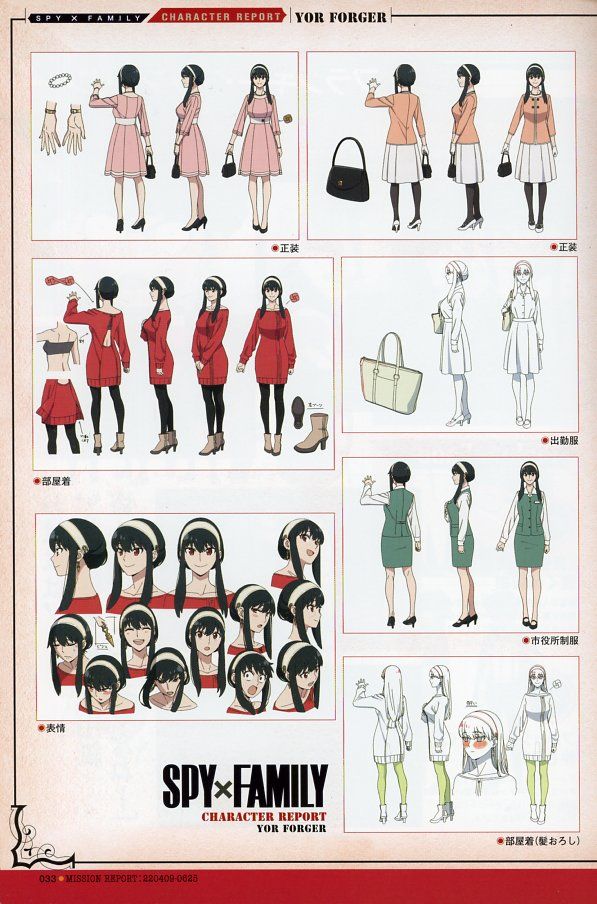 SPY × FAMILY
CHARACTER REPORT
YOR FORGER
正装
正装
部屋着
出勤服
市役所制服
表情
部屋着(髪おろし)
SPY×FAMILY
CHARACTER REPORT
YOR FORGER
033 MISSION REPORT:220409-0625